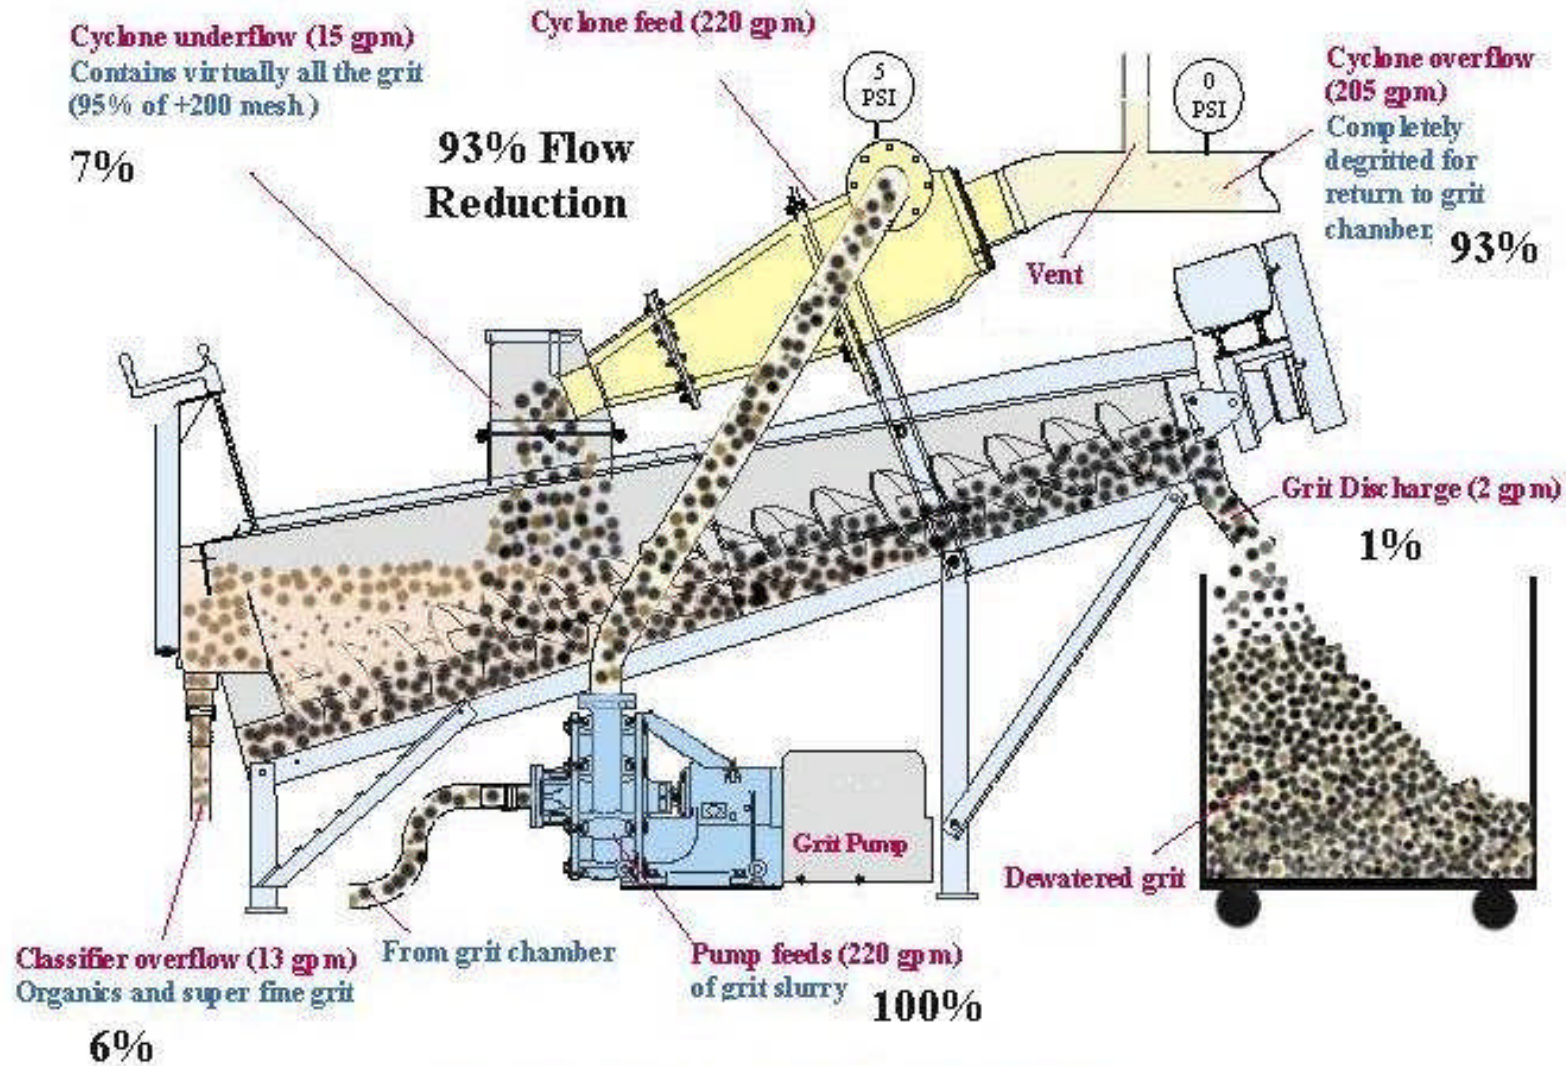 Cyclone underflow (15 gpm)
Contains virtually all the grit
(95% of +200 mesh )
7%
93% Flow
Reduction
Cyclone feed (220 gpm)
5
PSI
0
PSI
Cyclone overflow
(205 gpm)
Completely
degritted for
return to grit
chamber.
93%
Vent
Grit Discharge (2 gpm)
1%
Grit Pump
Dewatered grit
Classifier overflow (13 gpm)
Organics and super fine grit
6%
From grit chamber
Pump feeds (220 gpm)
of grit slurry
100%